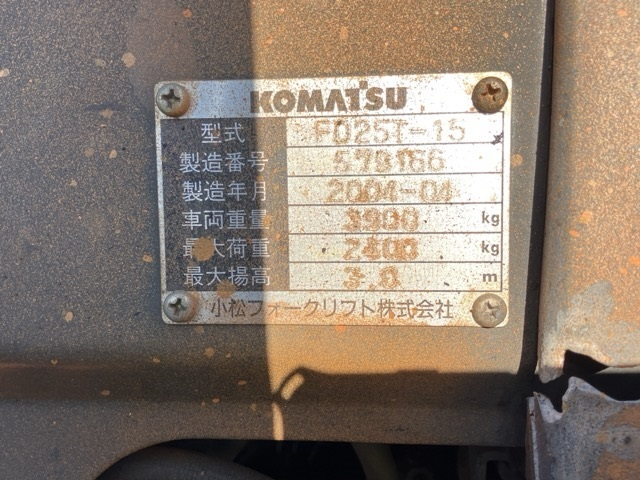 KOMATSU
型式 FD25T-15
製造番号 579166
製造年月 2004-04
車両重量 3900 kg
最大荷重 2400 kg
最大揚高 3.0 m
小松フォークリフト株式会社